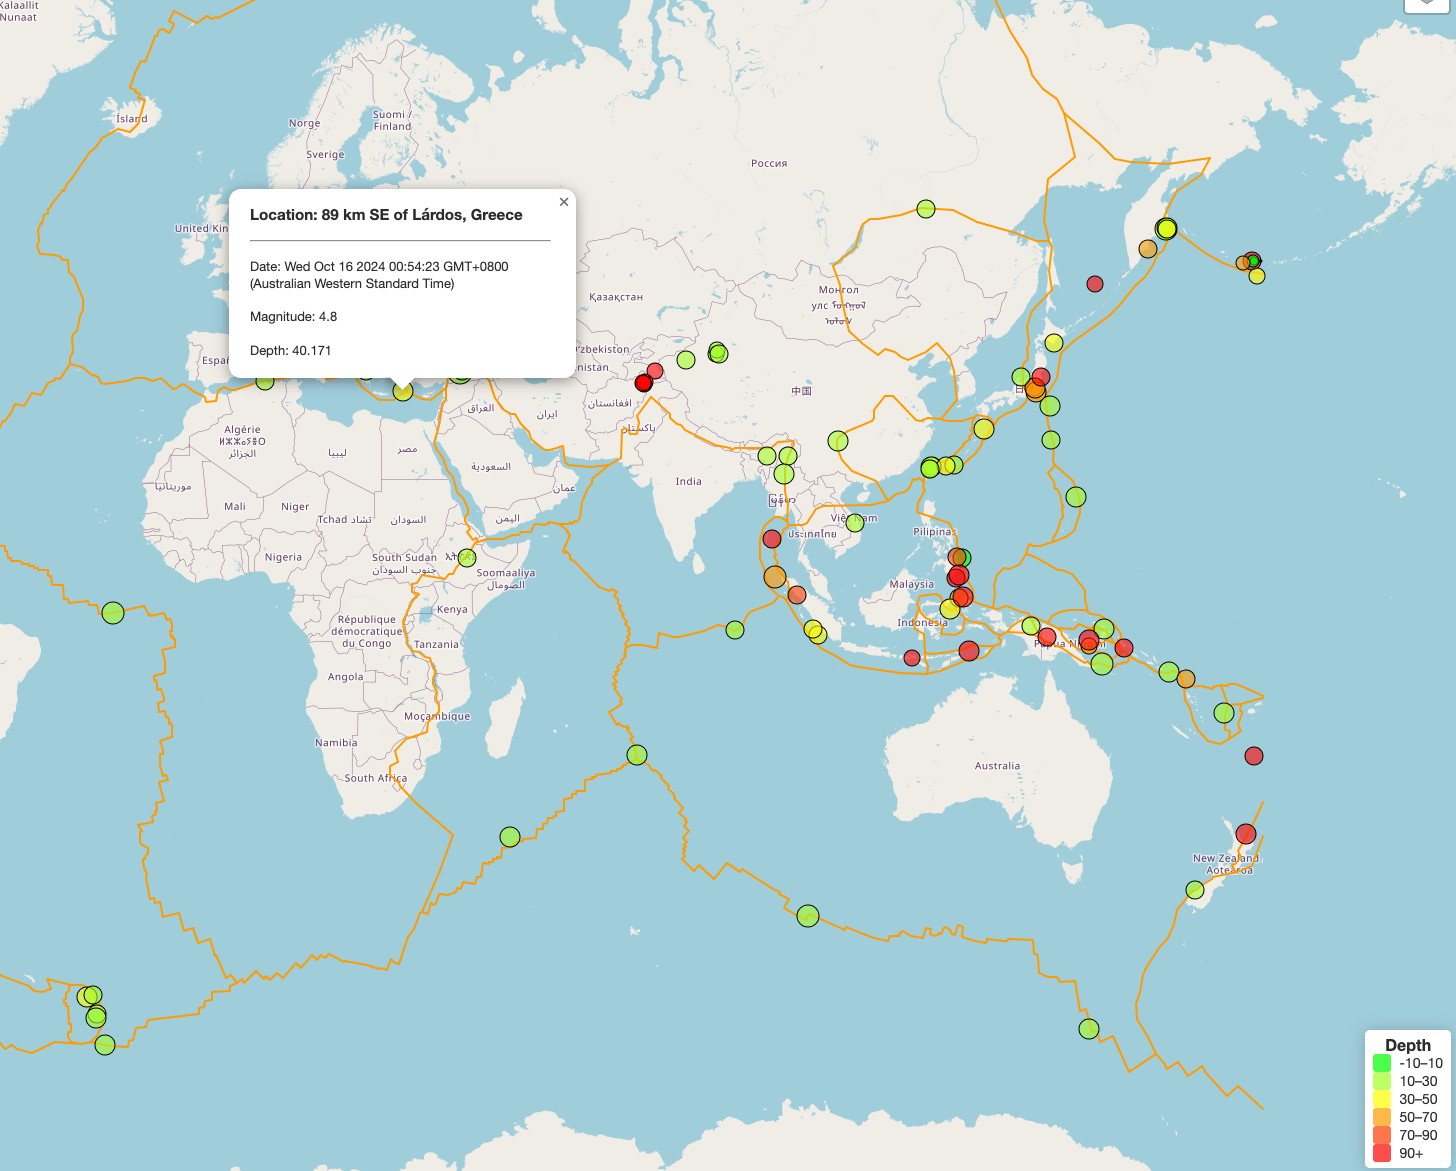 Kalaallit
Nunaat
Ísland
Norge
Suomi /
Finland
Sverige
Россия
United Kin
Location: 89 km SE of Lárdos, Greece
×
Date: Wed Oct 16 2024 00:54:23 GMT+0800
(Australian Western Standard Time)
Magnitude: 4.8
Depth: 40.171
Қазақстан
Монгол
улс
Espa
'zbekiston
nistan
中国
افغانستان
ایران
پاکستان
العراق
Algérie
ⵍⵣⵣⴰⵢⴻⵔ
الجزائر
ليبيا
مصر
السعودية
عمان
اليمن
موريتانيا
Mali
Niger
Tchad تشاد
السودان
India
Việt Nam
ประเทศไทย
Pilipinas
Nigeria
South Sudan
جنوب السودان
Soomaaliya
الصومال
Malaysia
Kenya
République
démocratique
du Congo
Tanzania
Indonesia
Papua N
Angola
Moçambique
Namibia
South Africa
Australia
New Zealand
Aotearoa
Depth
-10–10
10–30
30–50
50–70
70–90
90+